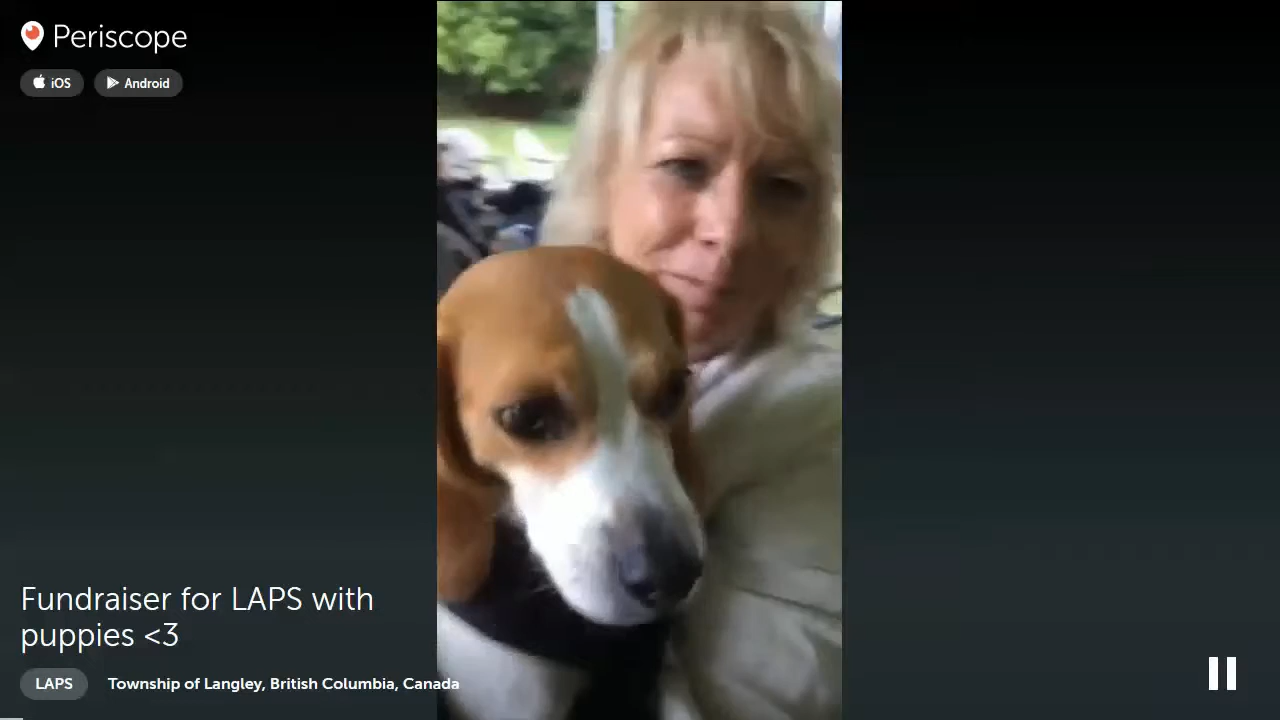 Periscope
iOS
Android
Fundraiser for LAPS with
puppies <3
LAPS
Township of Langley, British Columbia, Canada